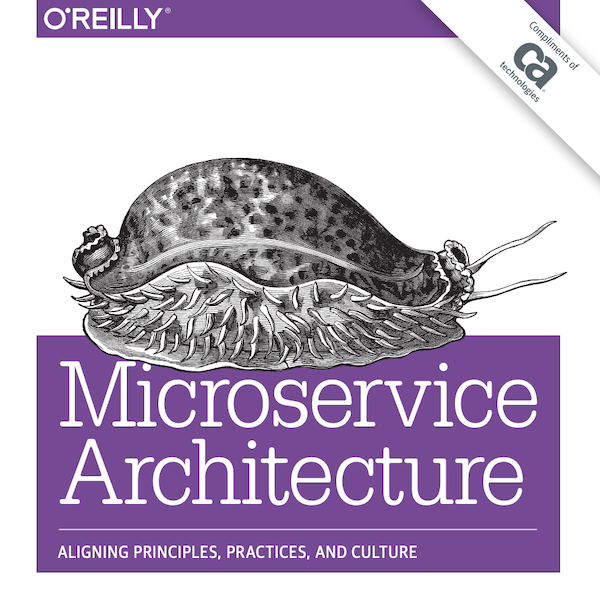 O'REILLY®
Compliments of
ca
technologies
Microservice
Architecture
ALIGNING PRINCIPLES, PRACTICES, AND CULTURE